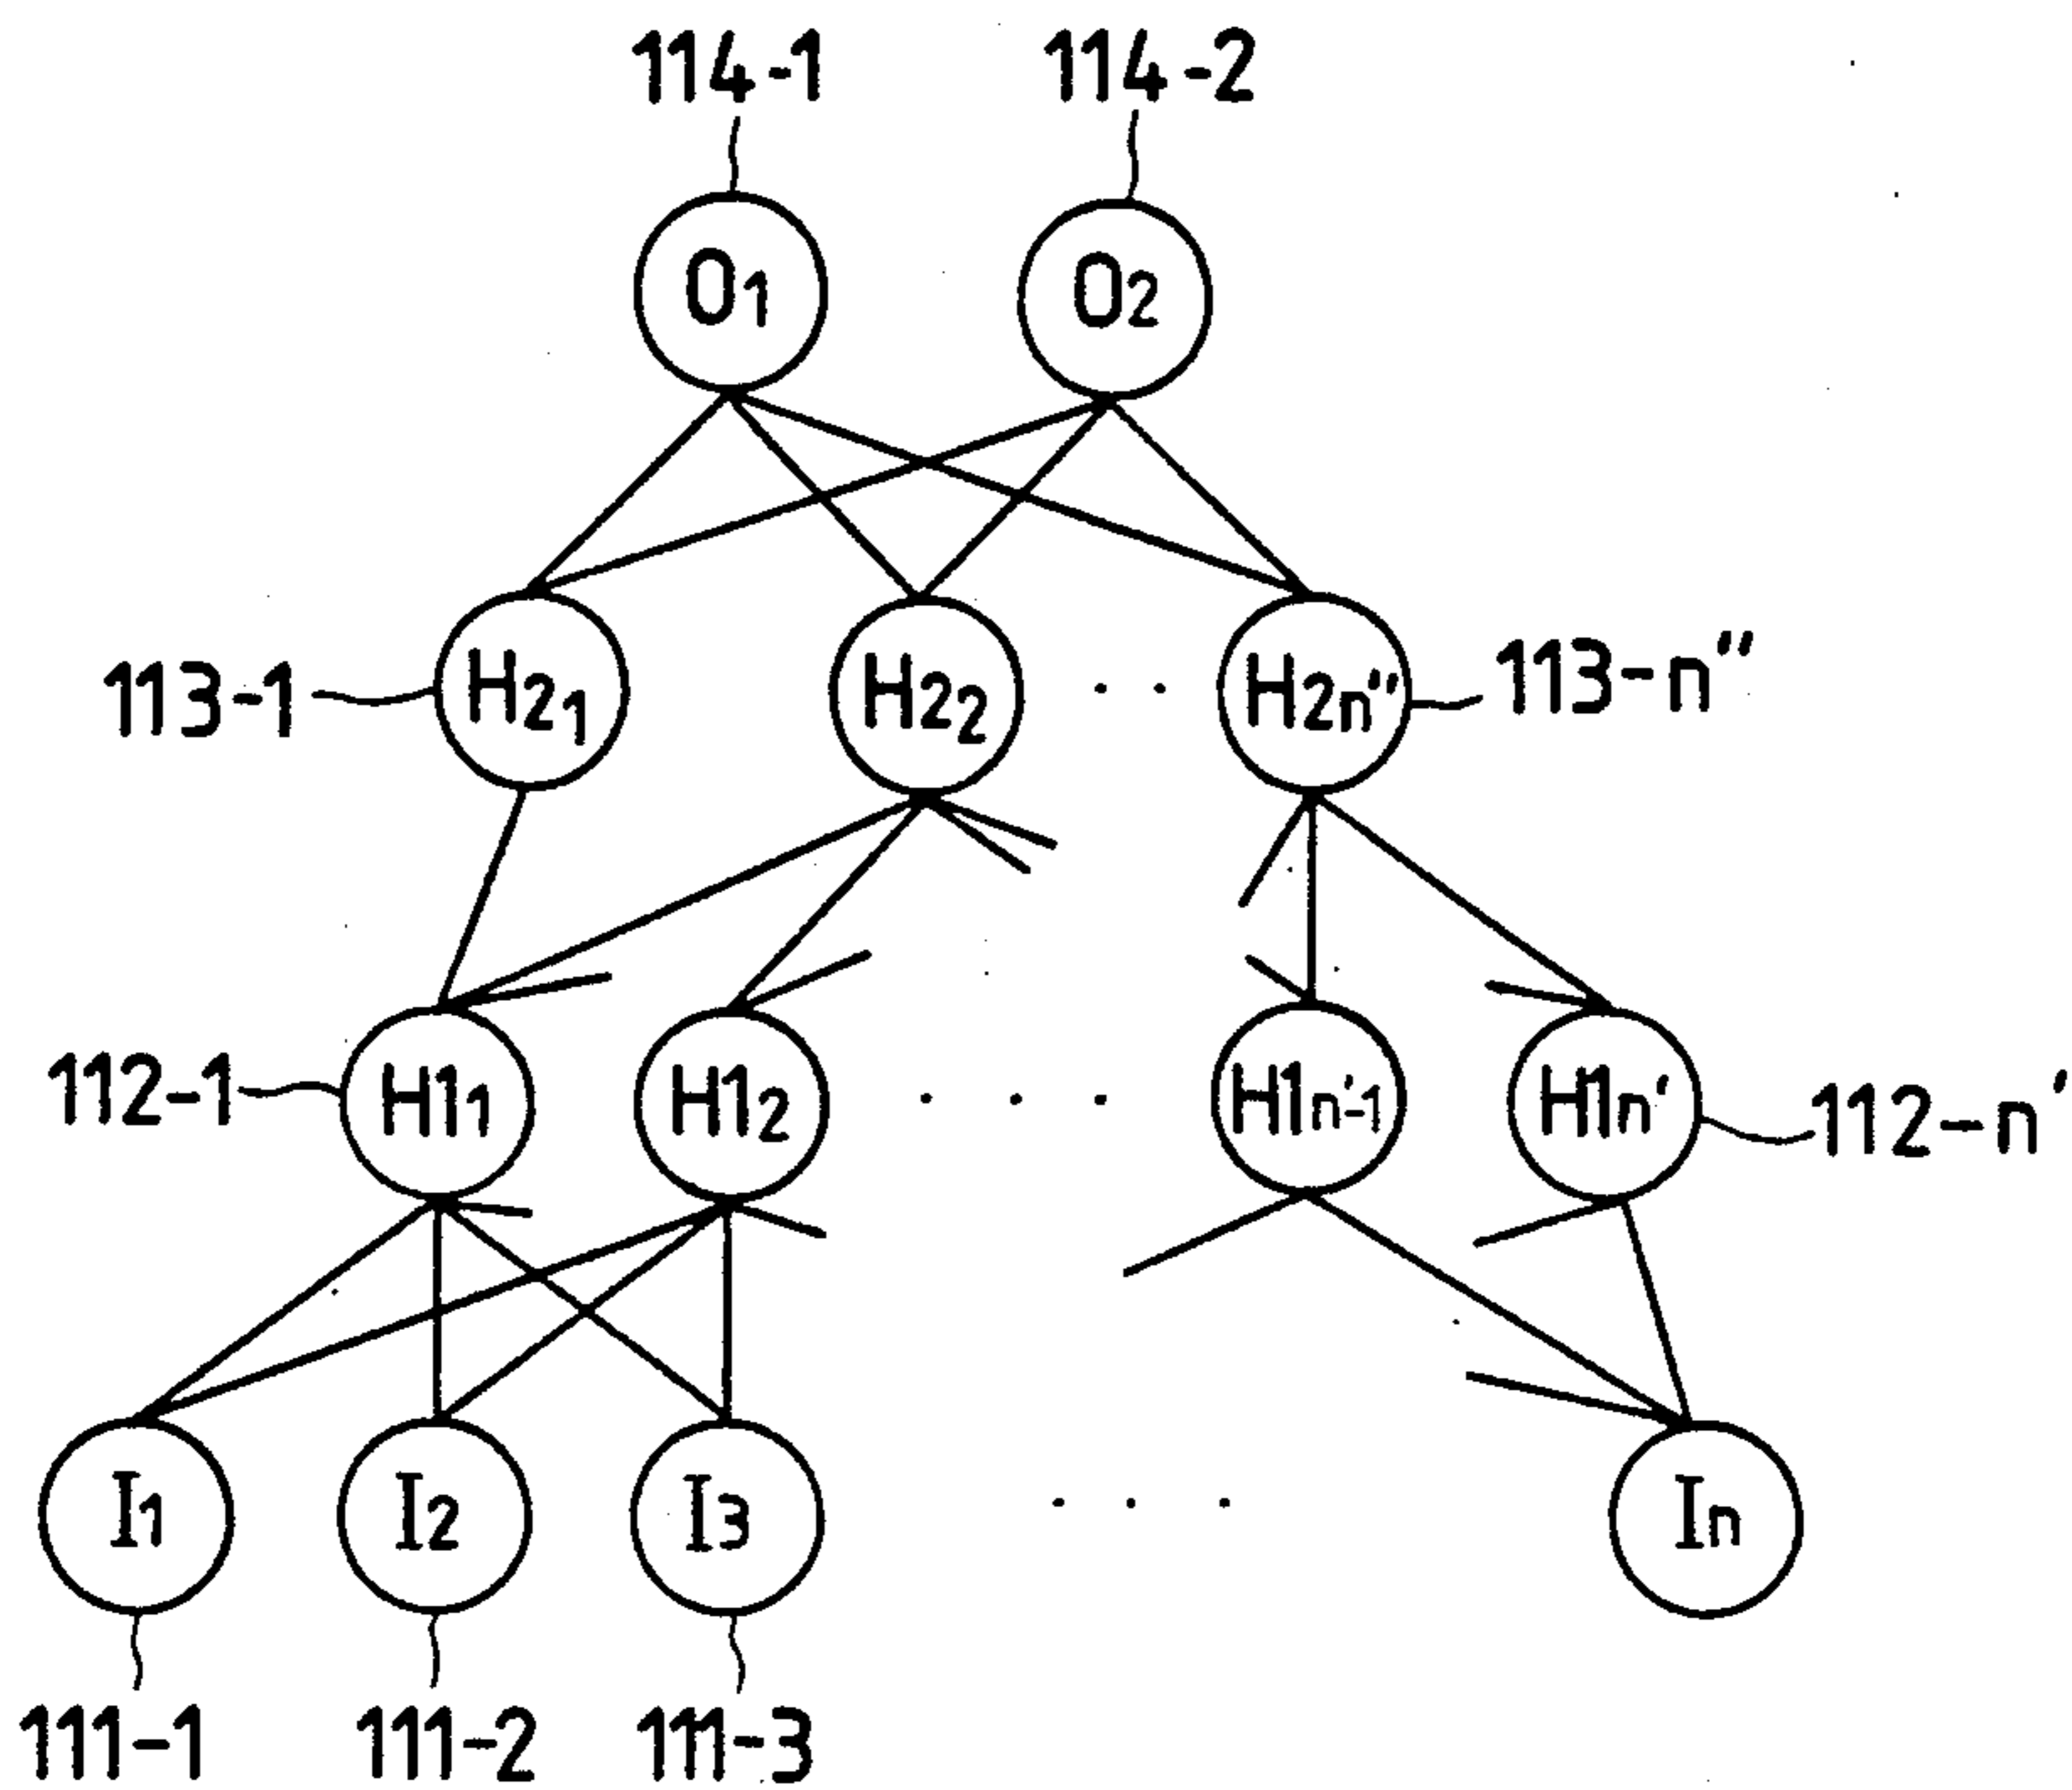 114-1 114-2
O1 O2
113-1 H21 H22 · · H2n″ 113-n″
112-1 H11 H12 · · · H1n′-1 H1n′ 112-n′
I1 I2 I3 · · · In
111-1 111-2 111-3